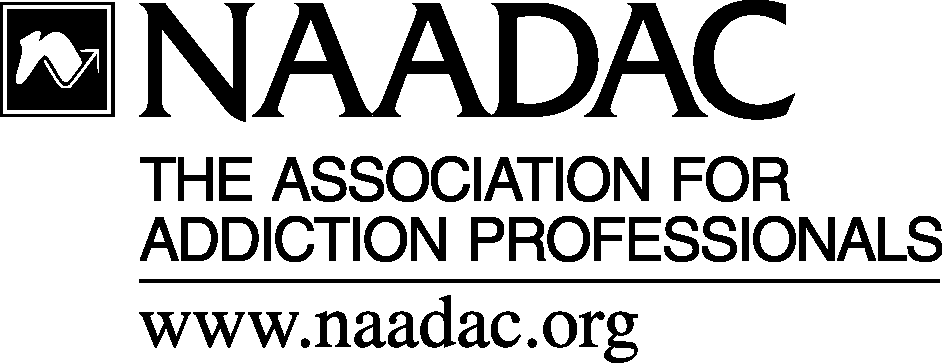 NAADAC
THE ASSOCIATION FOR
ADDICTION PROFESSIONALS
www.naadac.org